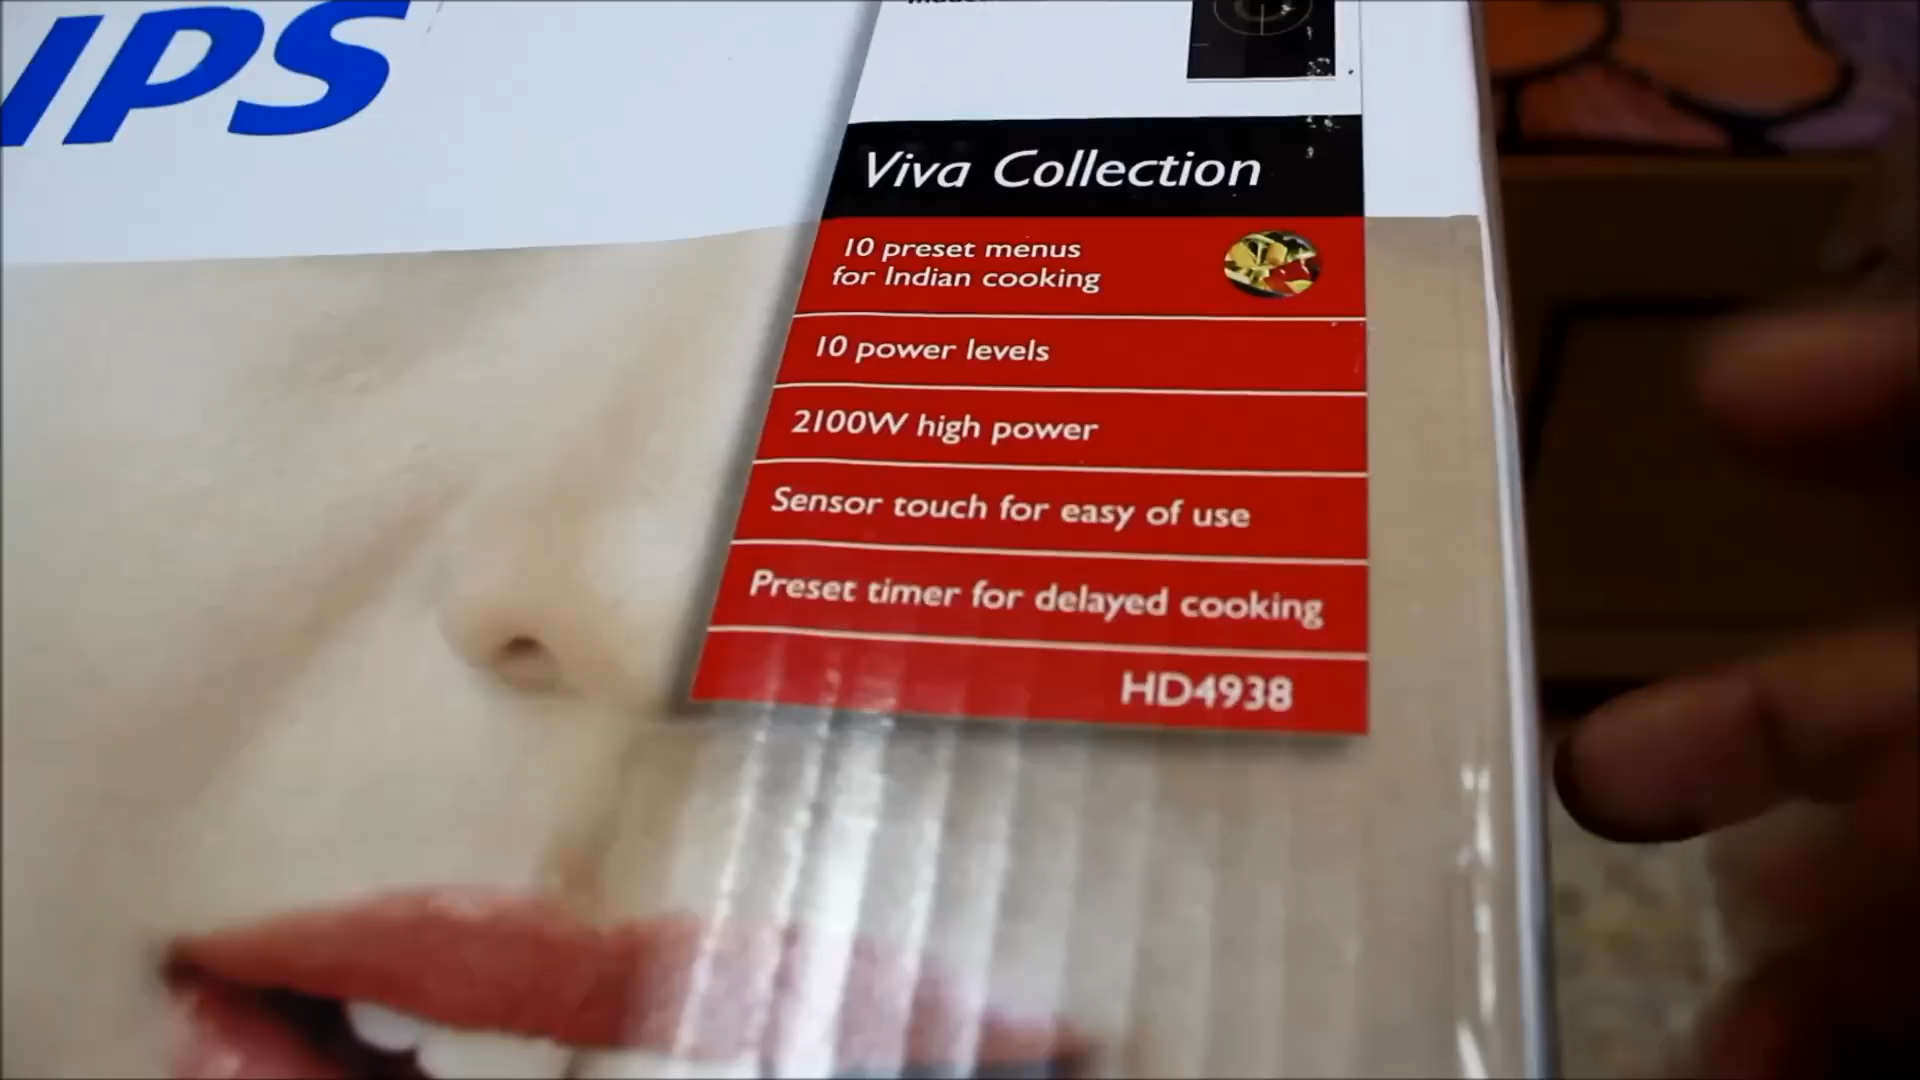 IPS
Viva Collection
10 preset menus
for Indian cooking
10 power levels
2100W high power
Sensor touch for easy of use
Preset timer for delayed cooking
HD4938